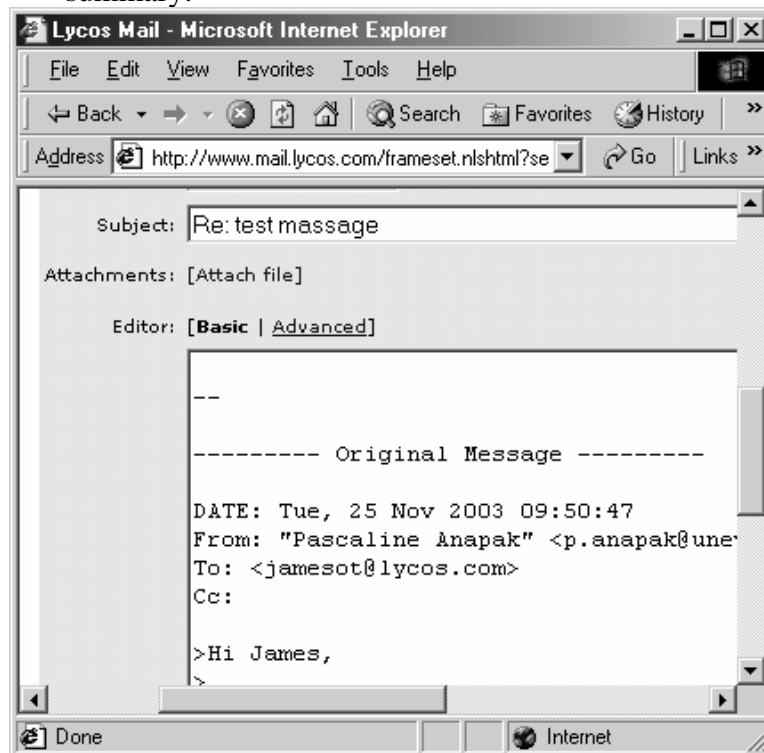 summary.
Lycos Mail - Microsoft Internet Explorer
File Edit View Favorites Tools Help
Back Search Favorites History »
Address http://www.mail.lycos.com/frameset.nlshtml?se Go Links »
Subject: Re: test massage
Attachments: [Attach file]
Editor: [Basic | Advanced]
--
--------- Original Message ---------
DATE: Tue, 25 Nov 2003 09:50:47
From: "Pascaline Anapak" <p.anapak@une
To: <jamesot@lycos.com>
Cc:
>Hi James,
>
Done Internet